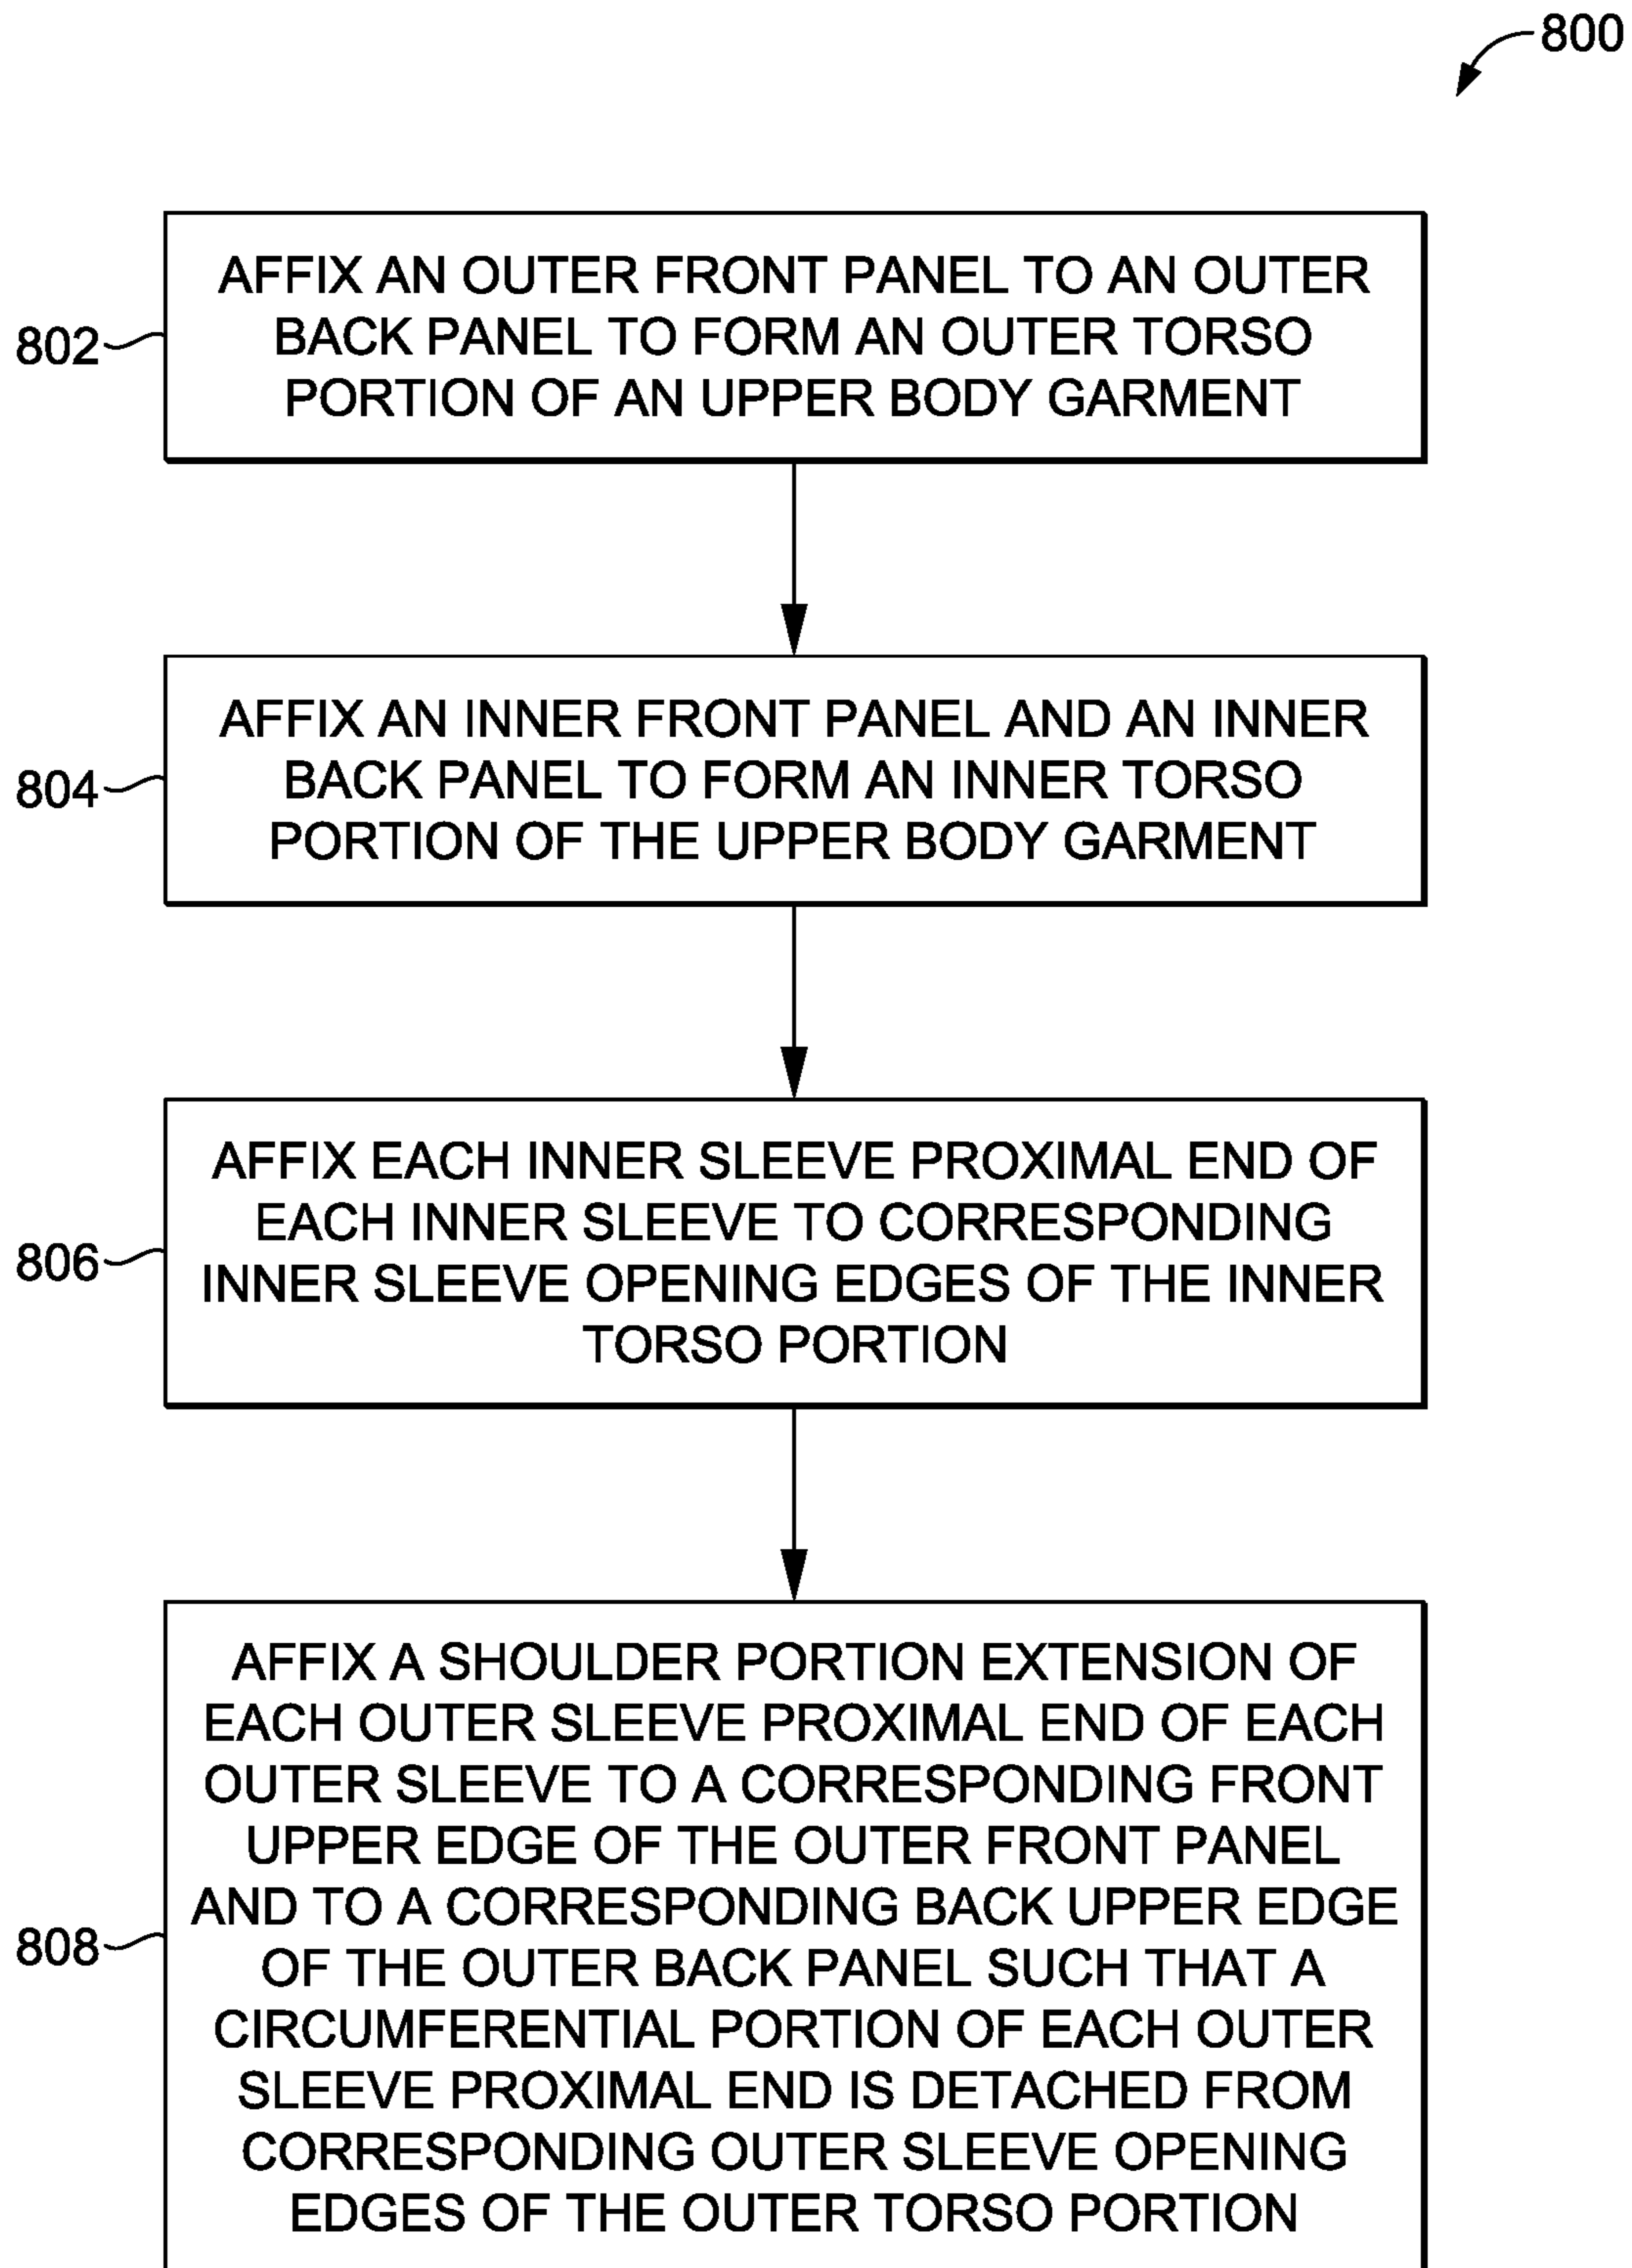 800
802
AFFIX AN OUTER FRONT PANEL TO AN OUTER
BACK PANEL TO FORM AN OUTER TORSO
PORTION OF AN UPPER BODY GARMENT
804
AFFIX AN INNER FRONT PANEL AND AN INNER
BACK PANEL TO FORM AN INNER TORSO
PORTION OF THE UPPER BODY GARMENT
806
AFFIX EACH INNER SLEEVE PROXIMAL END OF
EACH INNER SLEEVE TO CORRESPONDING
INNER SLEEVE OPENING EDGES OF THE INNER
TORSO PORTION
808
AFFIX A SHOULDER PORTION EXTENSION OF
EACH OUTER SLEEVE PROXIMAL END OF EACH
OUTER SLEEVE TO A CORRESPONDING FRONT
UPPER EDGE OF THE OUTER FRONT PANEL
AND TO A CORRESPONDING BACK UPPER EDGE
OF THE OUTER BACK PANEL SUCH THAT A
CIRCUMFERENTIAL PORTION OF EACH OUTER
SLEEVE PROXIMAL END IS DETACHED FROM
CORRESPONDING OUTER SLEEVE OPENING
EDGES OF THE OUTER TORSO PORTION